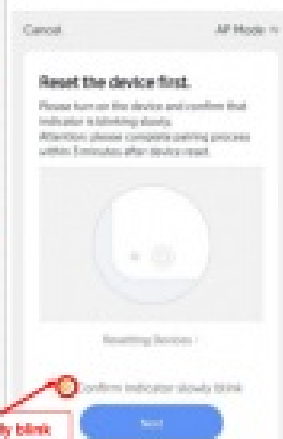 Cancel
AP Mode
Reset the device first.
Please turn on the device and confirm that
indicator is blinking slowly.
Attention: please complete pairing process
within 3 minutes after device reset.
Resetting Devices
Confirm indicator slowly blink
Next
ly blink